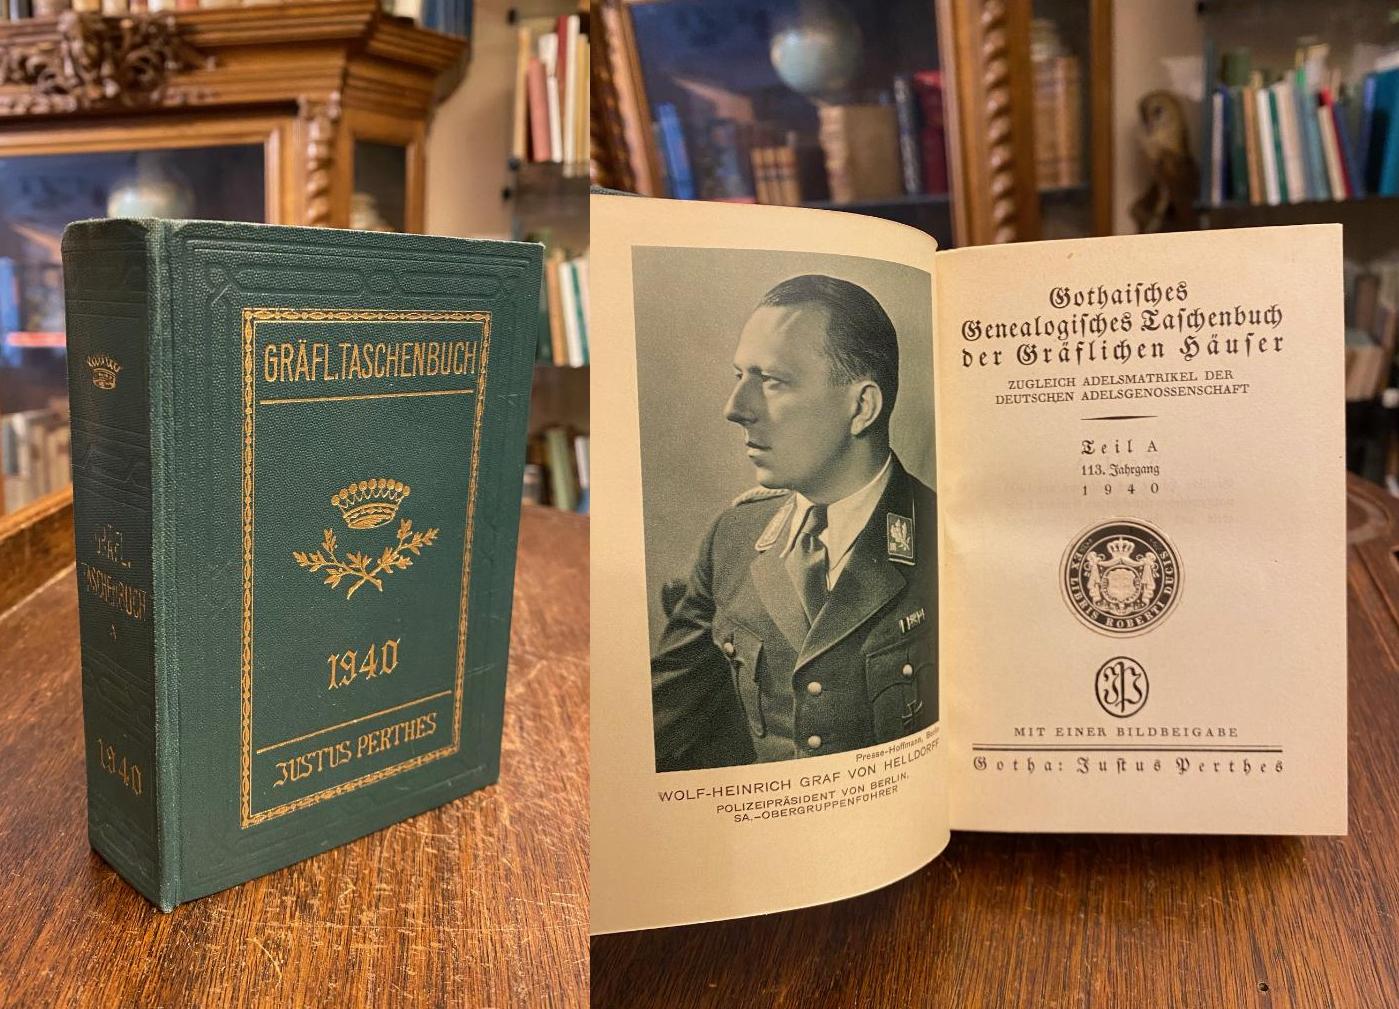 GRÄFL.
TASCHENBUCH
A
1940
GRÄFL.TASCHENBUCH
1940
JUSTUS PERTHES
Presse-Hoffmann, Berlin
WOLF-HEINRICH GRAF VON HELLDORFF
POLIZEIPRÄSIDENT VON BERLIN,
SA.-OBERGRUPPENFÜHRER
Gothaiſches
Genealogiſches Taſchenbuch
der Gräflichen Häuſer
ZUGLEICH ADELSMATRIKEL DER
DEUTSCHEN ADELSGENOSSENSCHAFT
Teil A
113. Jahrgang
1940
EX LIBRIS ROBERTI DUCIS
JP
MIT EINER BILDBEIGABE
Gotha: Juſtus Perthes